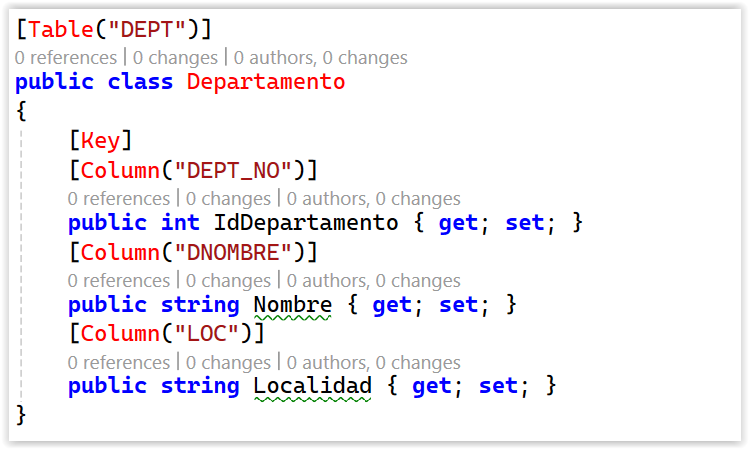 [Table("DEPT")]
0 references | 0 changes | 0 authors, 0 changes
public class Departamento
{
[Key]
[Column("DEPT_NO")]
0 references | 0 changes | 0 authors, 0 changes
public int IdDepartamento { get; set; }
[Column("DNOMBRE")]
0 references | 0 changes | 0 authors, 0 changes
public string Nombre { get; set; }
[Column("LOC")]
0 references | 0 changes | 0 authors, 0 changes
public string Localidad { get; set; }
}